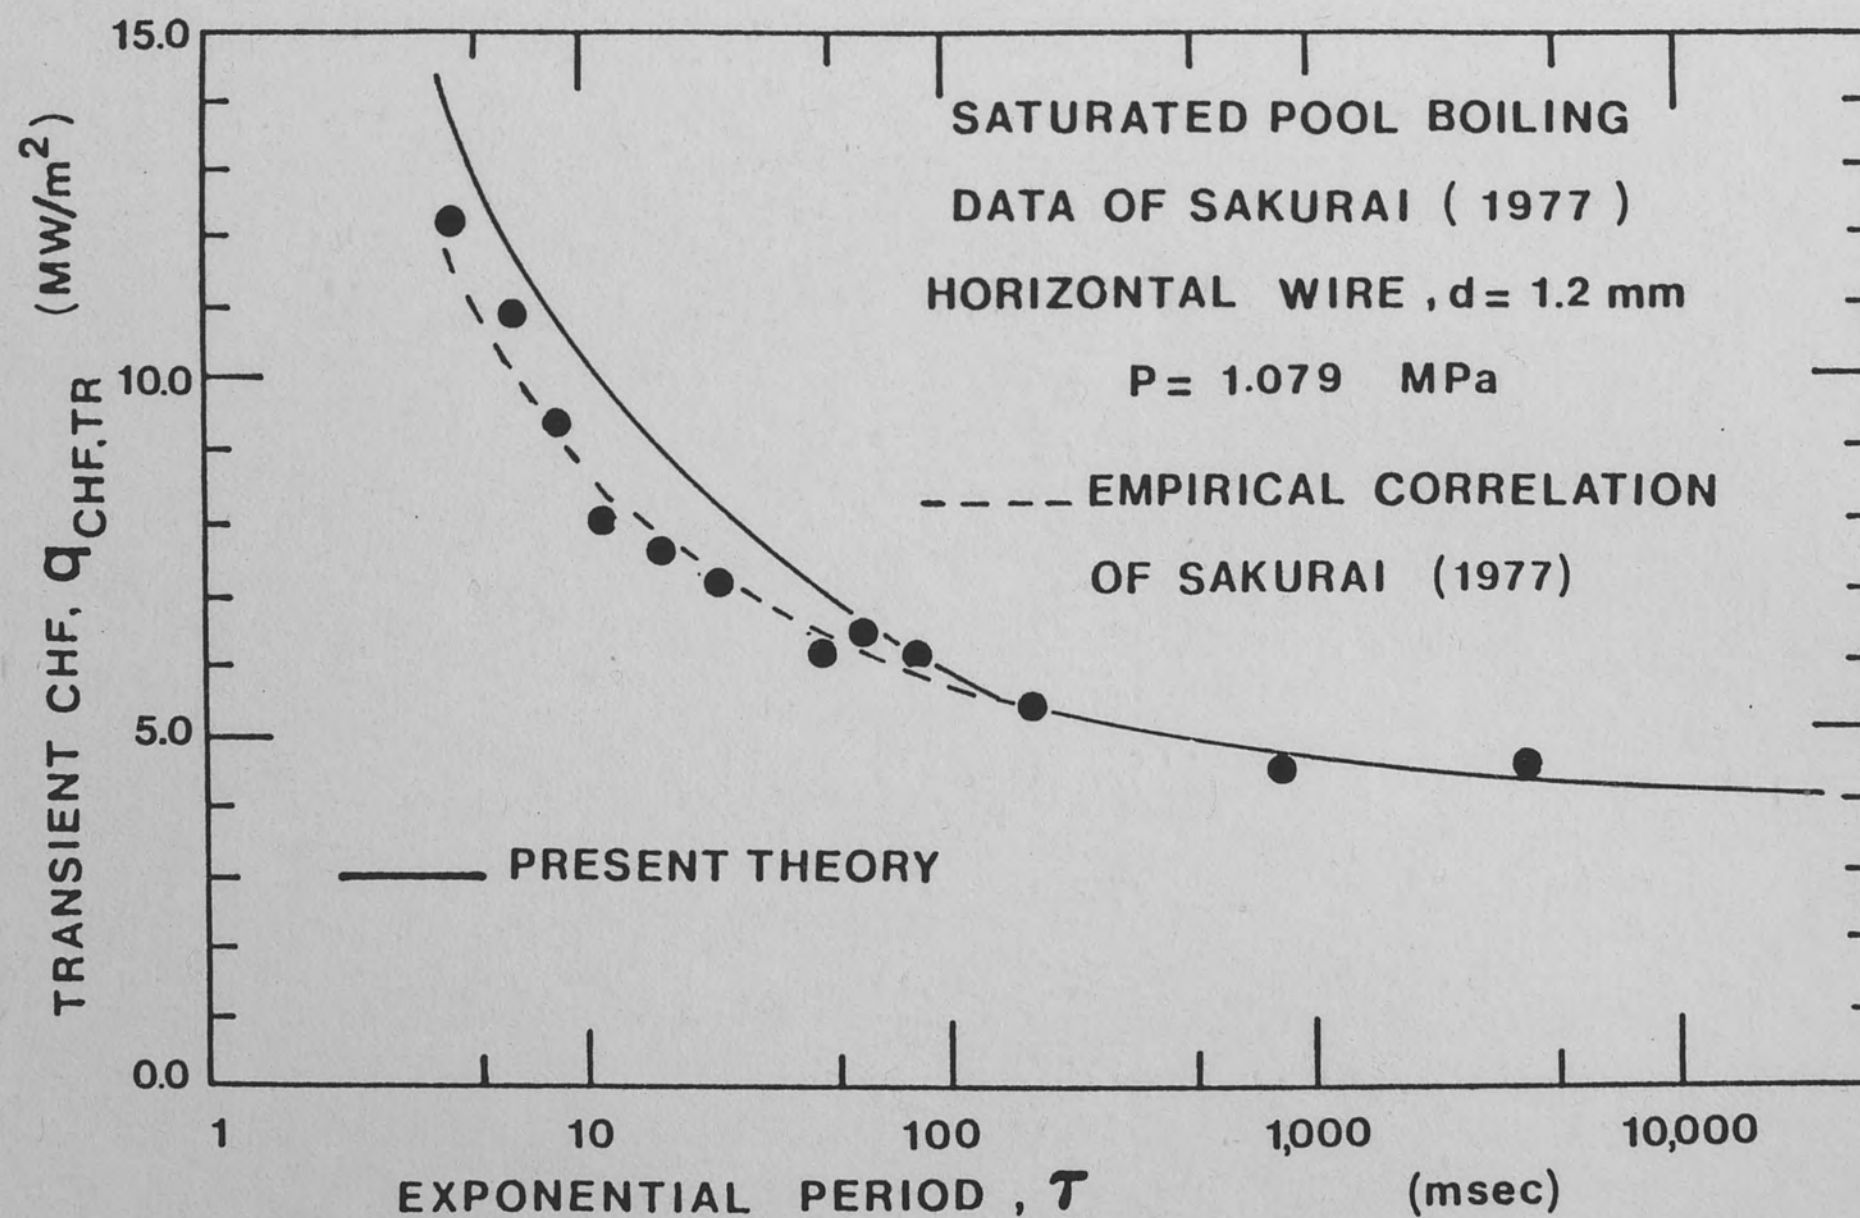 15.0
10.0
5.0
0.0
TRANSIENT CHF, qCHF.TR (MW/m²)
SATURATED POOL BOILING
DATA OF SAKURAI ( 1977 )
HORIZONTAL WIRE , d= 1.2 mm
P= 1.079 MPa
---- EMPIRICAL CORRELATION
OF SAKURAI (1977)
PRESENT THEORY
1 10 100 1,000 10,000
EXPONENTIAL PERIOD , τ (msec)